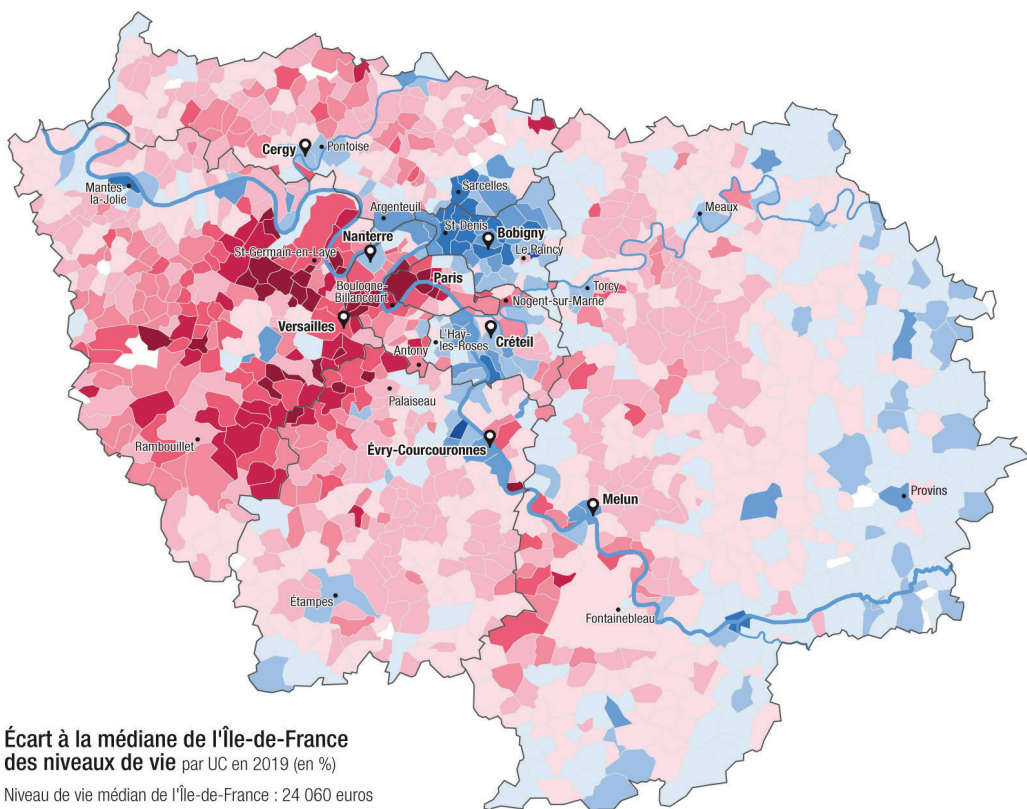 Cergy
Pontoise
Mantes-
la-Jolie
Sarcelles
Argenteuil
St-Denis
Bobigny
Nanterre
Le Raincy
Meaux
St-Germain-en-Laye
Paris
Boulogne-
Billancourt
Torcy
Nogent-sur-Marne
Versailles
L'Haÿ-
les-Roses
Créteil
Antony
Palaiseau
Rambouillet
Évry-Courcouronnes
Melun
Provins
Étampes
Fontainebleau
Écart à la médiane de l'Île-de-France
des niveaux de vie par UC en 2019 (en %)
Niveau de vie médian de l'Île-de-France : 24 060 euros